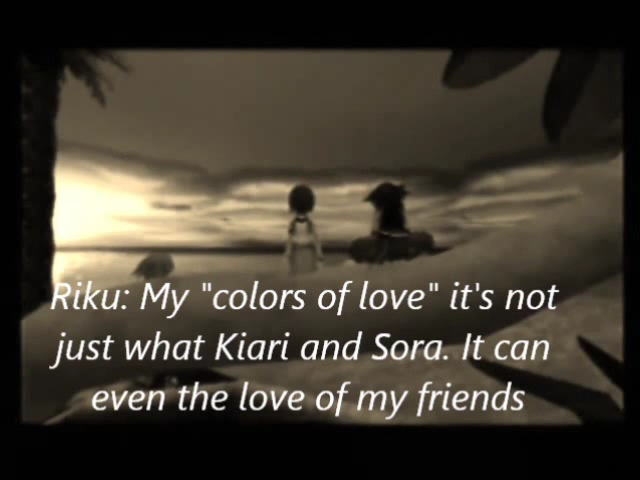 Riku: My "colors of love" it's not
just what Kiari and Sora. It can
even the love of my friends